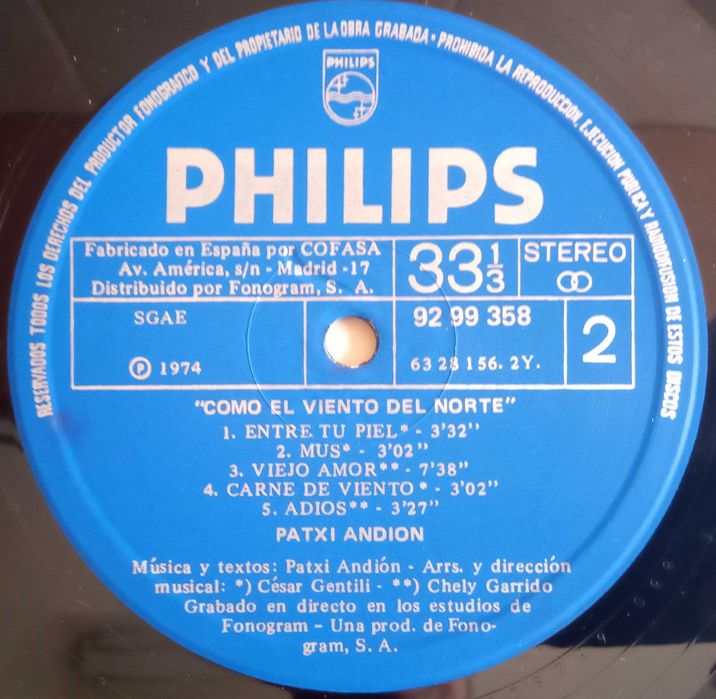 RESERVADOS TODOS LOS DERECHOS DEL PRODUCTOR FONOGRAFICO Y DEL PROPIETARIO DE LA OBRA GRABADA · PROHIBIDA LA REPRODUCCION, EJECUCION PUBLICA Y RADIODIFUSION DE ESTOS DISCOS
PHILIPS
PHILIPS
Fabricado en España por COFASA
Av. América, s/n - Madrid -17
Distribuido por Fonogram, S. A.
33 1/3
STEREO
SGAE
℗ 1974
92 99 358
63 28 156. 2Y.
2
"COMO EL VIENTO DEL NORTE"
1. ENTRE TU PIEL* - 3'32"
2. MUS* - 3'02"
3. VIEJO AMOR** - 7'38"
4. CARNE DE VIENTO * - 3'02"
5. ADIOS** - 3'27"
PATXI ANDION
Música y textos: Patxi Andión - Arrs. y dirección
musical: *) César Gentili - **) Chely Garrido
Grabado en directo en los estudios de
Fonogram - Una prod. de Fono-
gram, S. A.